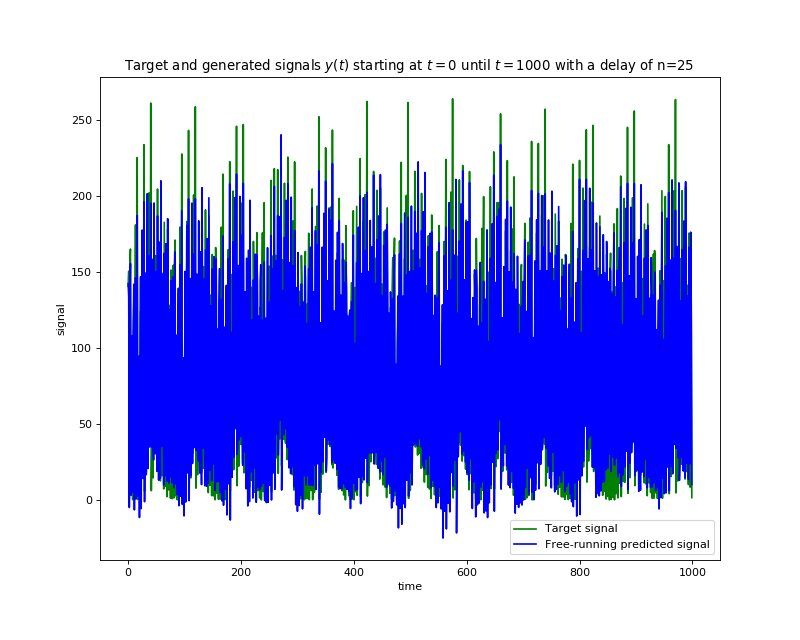 Target and generated signals y(t) starting at t = 0 until t = 1000 with a delay of n=25
250
200
150
100
50
0
signal
0 200 400 600 800 1000
time
Target signal
Free-running predicted signal